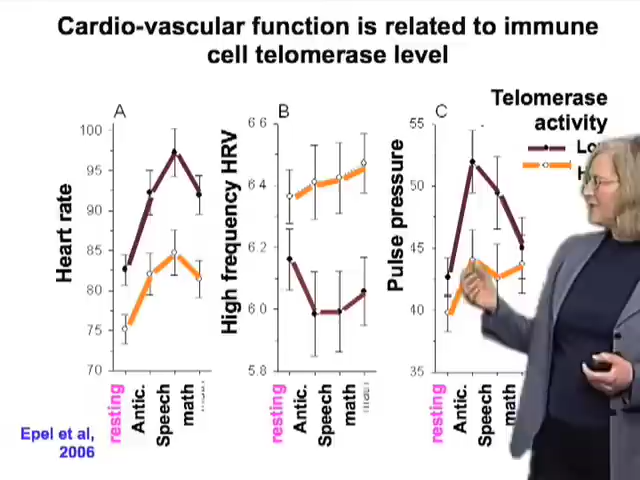 Cardio-vascular function is related to immune
cell telomerase level
Telomerase
activity
Lo
H
A
100
95
90
85
80
75
70
Heart rate
resting
Antic.
Speech
math
B
6.6
6.4
6.2
6.0
5.8
High frequency HRV
resting
Antic.
Speech
math
C
55
50
45
40
35
Pulse pressure
resting
Antic.
Speech
math
Epel et al,
2006